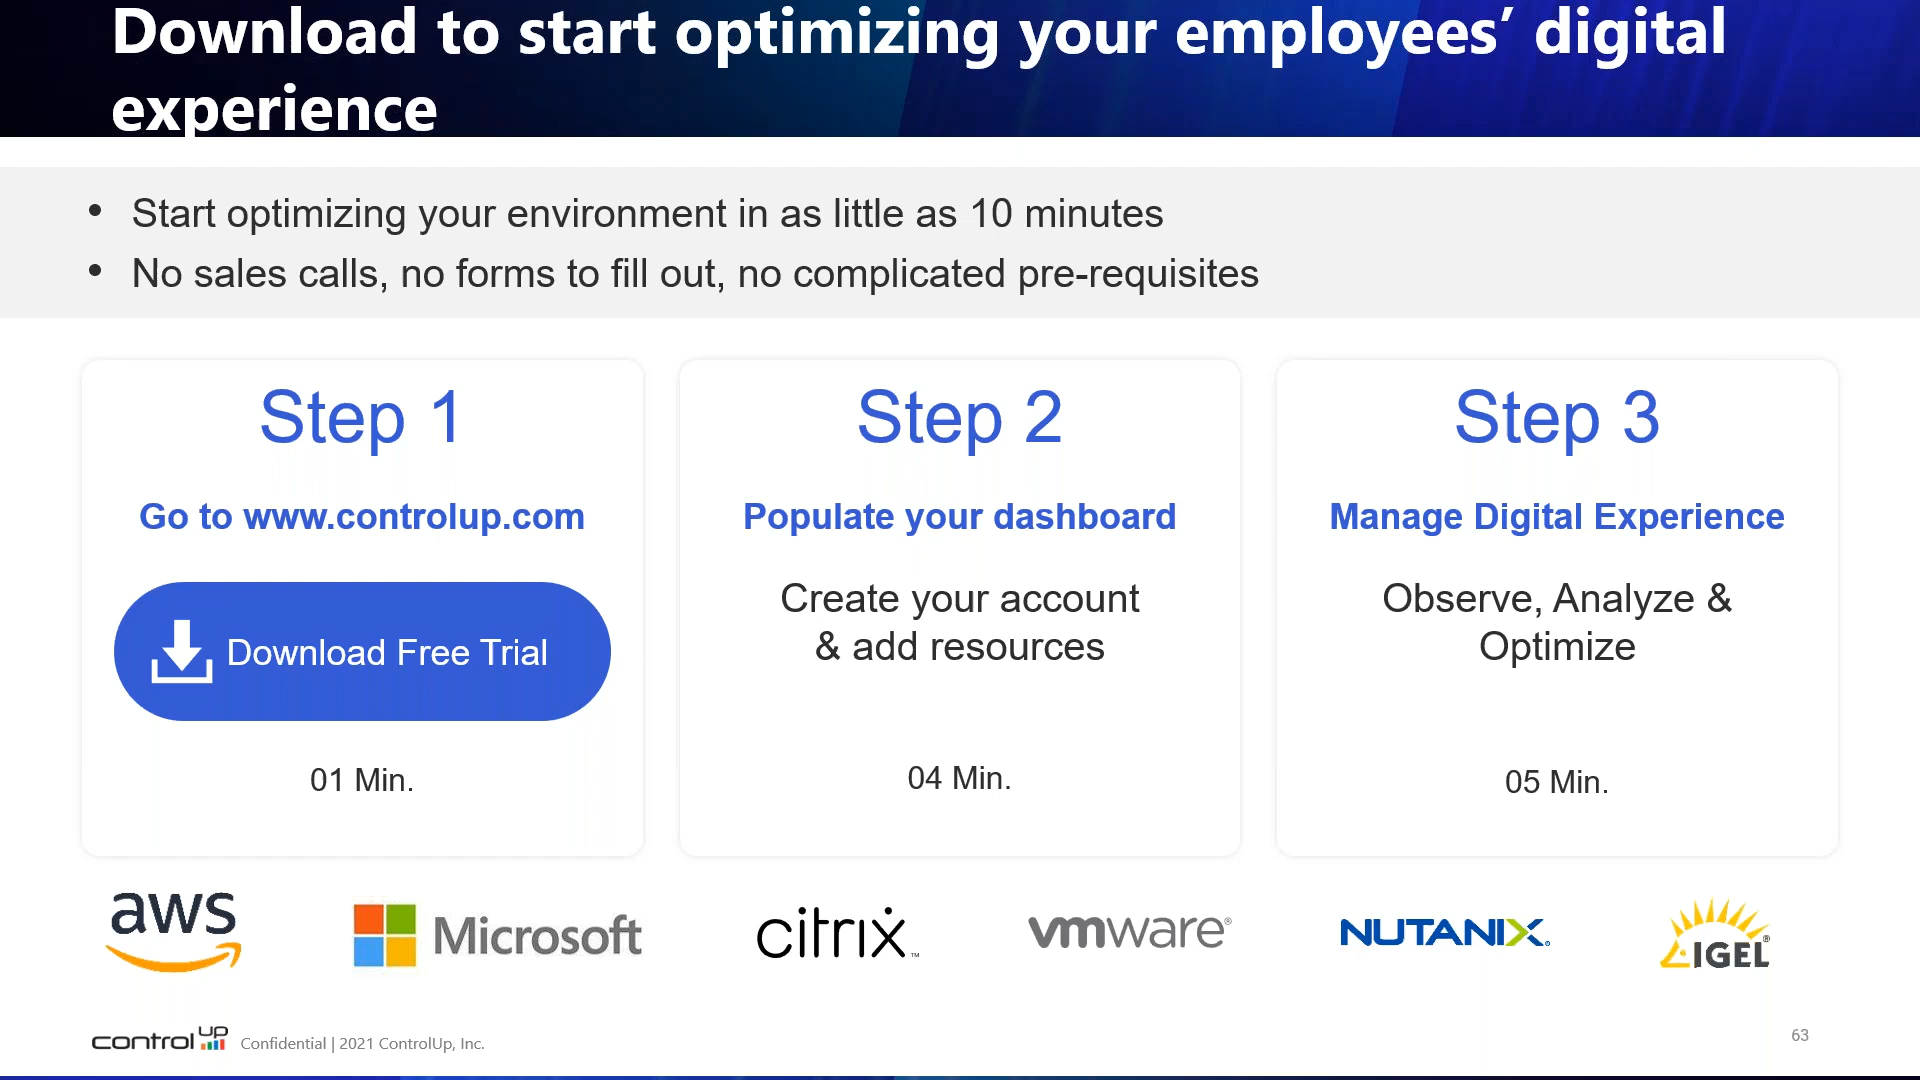 Download to start optimizing your employees’ digital
experience
• Start optimizing your environment in as little as 10 minutes
• No sales calls, no forms to fill out, no complicated pre-requisites
Step 1
Go to www.controlup.com
Download Free Trial
01 Min.
Step 2
Populate your dashboard
Create your account
& add resources
04 Min.
Step 3
Manage Digital Experience
Observe, Analyze &
Optimize
05 Min.
aws
Microsoft
citrix™
vmware®
NUTANIX®
IGEL®
control up
Confidential | 2021 ControlUp, Inc.
63